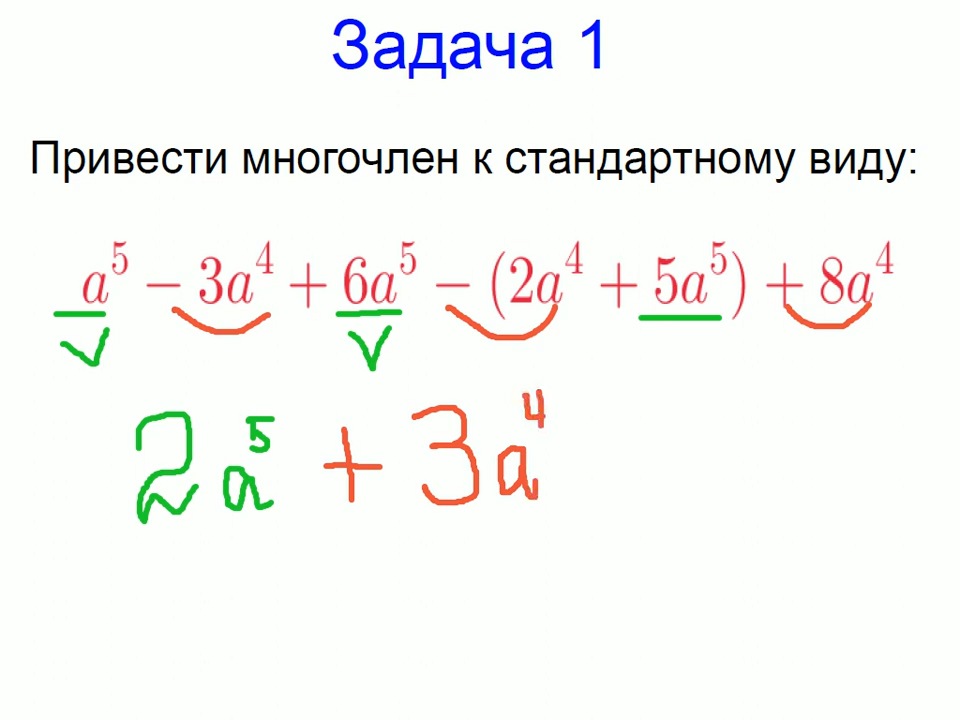 Задача 1
Привести многочлен к стандартному виду:
a⁵ − 3a⁴ + 6a⁵ − (2a⁴ + 5a⁵) + 8a⁴
2a⁵ + 3a⁴